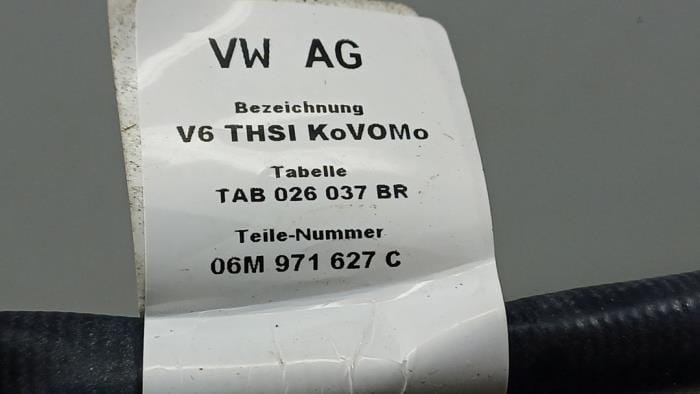 VW AG
Bezeichnung
V6 THSI KoVOMo
Tabelle
TAB 026 037 BR
Teile-Nummer
06M 971 627 C